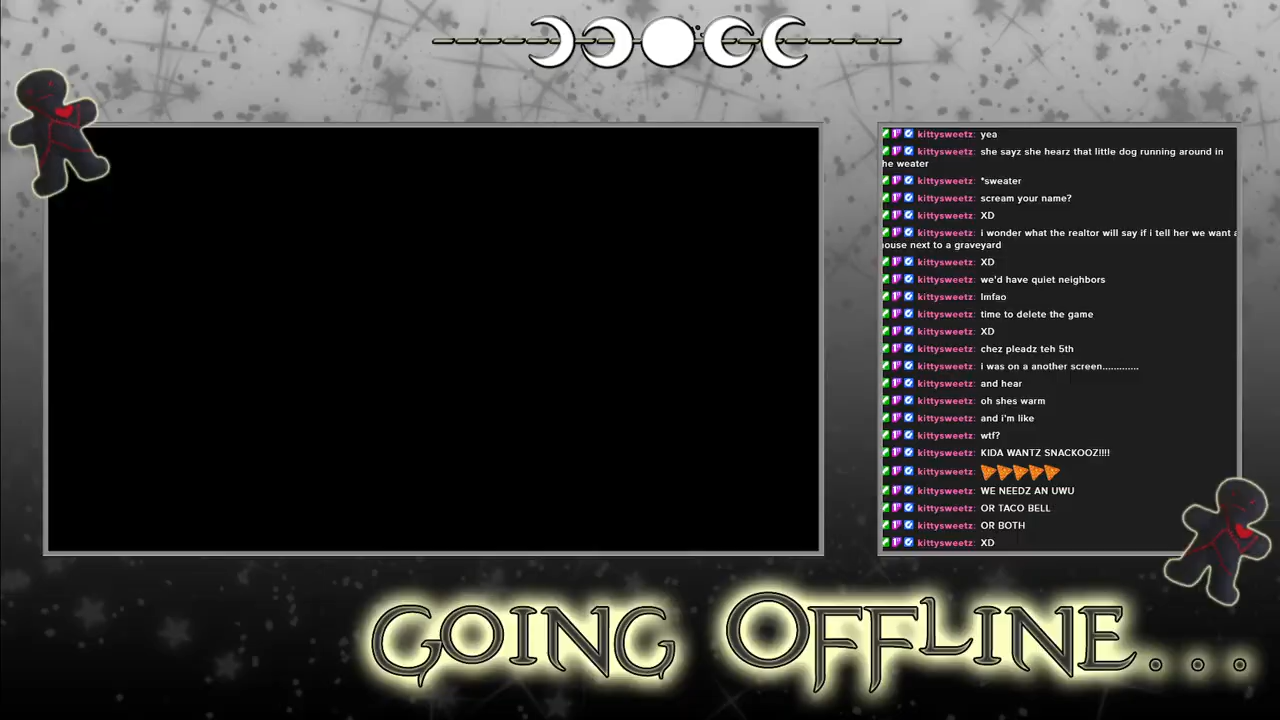 kittysweetz: yea
kittysweetz: she sayz she hearz that little dog running around in
he weater
kittysweetz: *sweater
kittysweetz: scream your name?
kittysweetz: XD
kittysweetz: i wonder what the realtor will say if i tell her we want a
ouse next to a graveyard
kittysweetz: XD
kittysweetz: we'd have quiet neighbors
kittysweetz: lmfao
kittysweetz: time to delete the game
kittysweetz: XD
kittysweetz: chez pleadz teh 5th
kittysweetz: i was on a another screen.............
kittysweetz: and hear
kittysweetz: oh shes warm
kittysweetz: and i'm like
kittysweetz: wtf?
kittysweetz: KIDA WANTZ SNACKOOZ!!!!
kittysweetz:
kittysweetz: WE NEEDZ AN UWU
kittysweetz: OR TACO BELL
kittysweetz: OR BOTH
kittysweetz: XD
GOING OFFLINE...